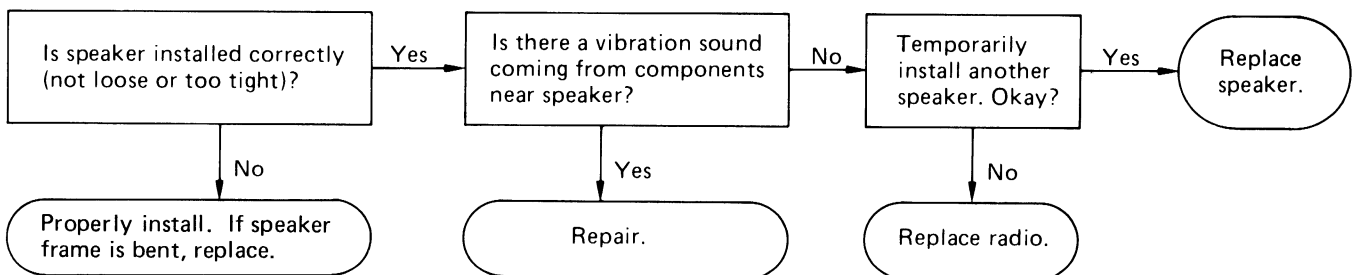 Is speaker installed correctly
(not loose or too tight)?
Yes
Is there a vibration sound
coming from components
near speaker?
No
Temporarily
install another
speaker. Okay?
Yes
Replace
speaker.
No
Properly install. If speaker
frame is bent, replace.
Yes
Repair.
No
Replace radio.